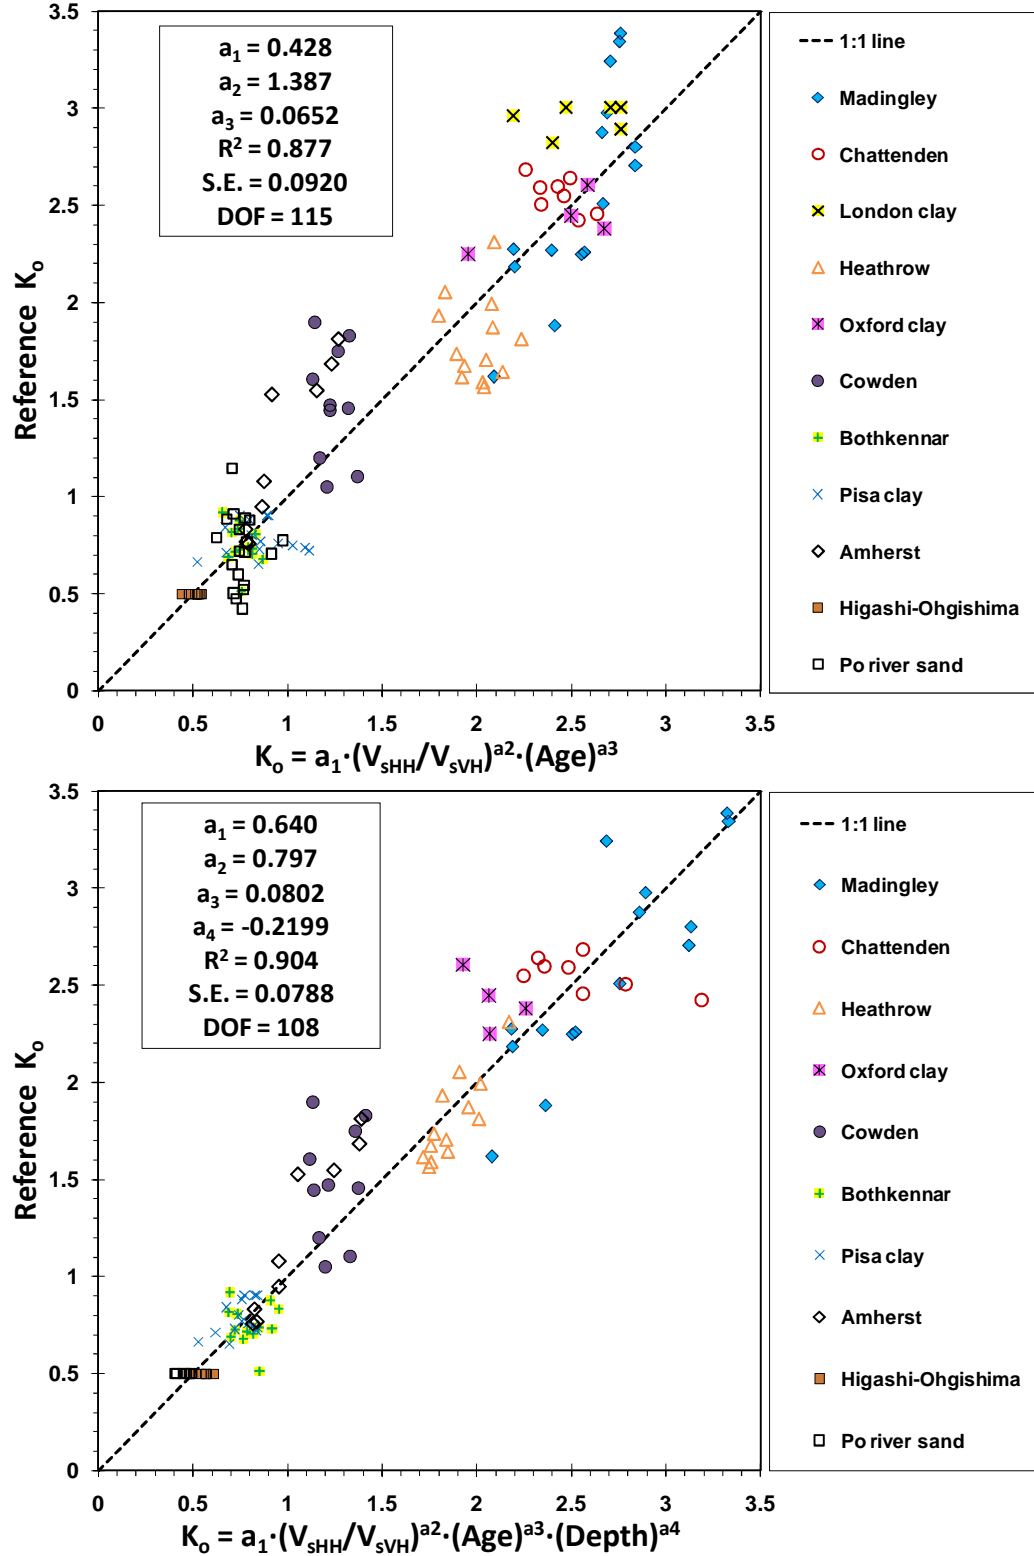 3.5
3
2.5
2
1.5
1
0.5
0
Reference Ko
a1 = 0.428
a2 = 1.387
a3 = 0.0652
R2 = 0.877
S.E. = 0.0920
DOF = 115
0 0.5 1 1.5 2 2.5 3 3.5
Ko = a1·(VsHH/VsVH)a2·(Age)a3
1:1 line
Madingley
Chattenden
London clay
Heathrow
Oxford clay
Cowden
Bothkennar
Pisa clay
Amherst
Higashi-Ohgishima
Po river sand
3.5
3
2.5
2
1.5
1
0.5
0
Reference Ko
a1 = 0.640
a2 = 0.797
a3 = 0.0802
a4 = -0.2199
R2 = 0.904
S.E. = 0.0788
DOF = 108
0 0.5 1 1.5 2 2.5 3 3.5
Ko = a1·(VsHH/VsVH)a2·(Age)a3·(Depth)a4
1:1 line
Madingley
Chattenden
Heathrow
Oxford clay
Cowden
Bothkennar
Pisa clay
Amherst
Higashi-Ohgishima
Po river sand